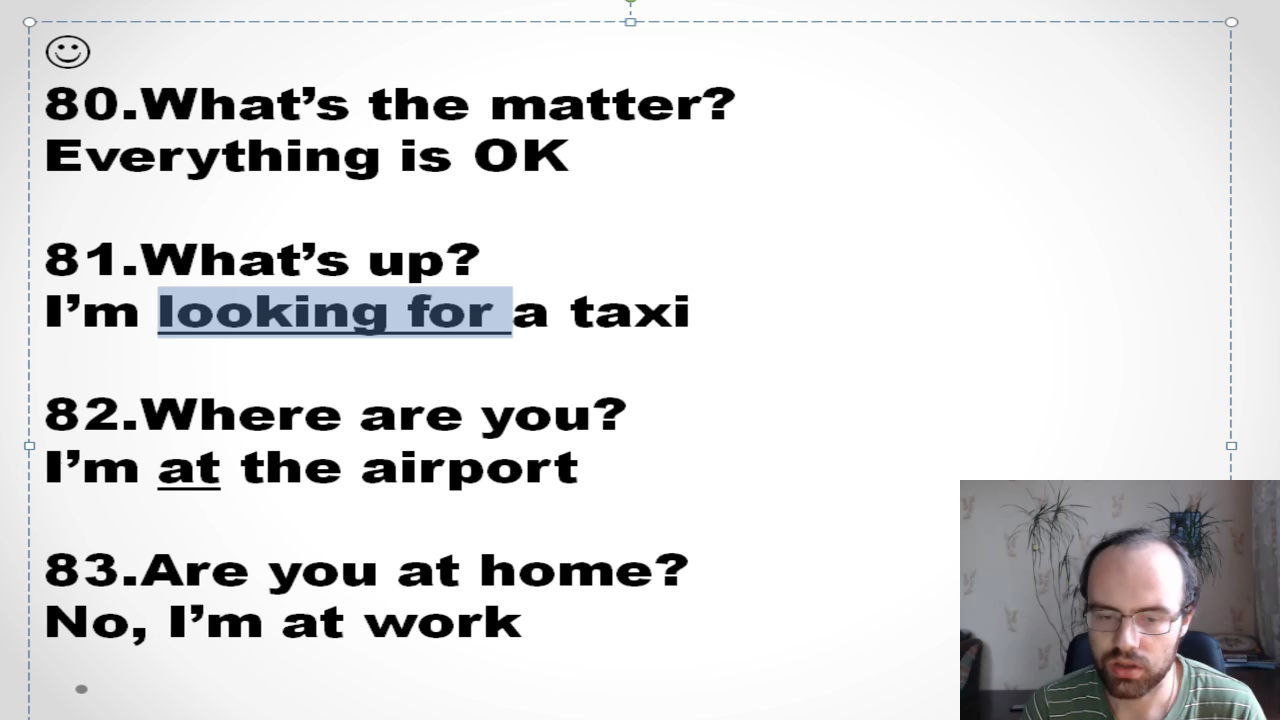 80.What’s the matter?
Everything is OK
81.What’s up?
I’m looking for a taxi
82.Where are you?
I’m at the airport
83.Are you at home?
No, I’m at work